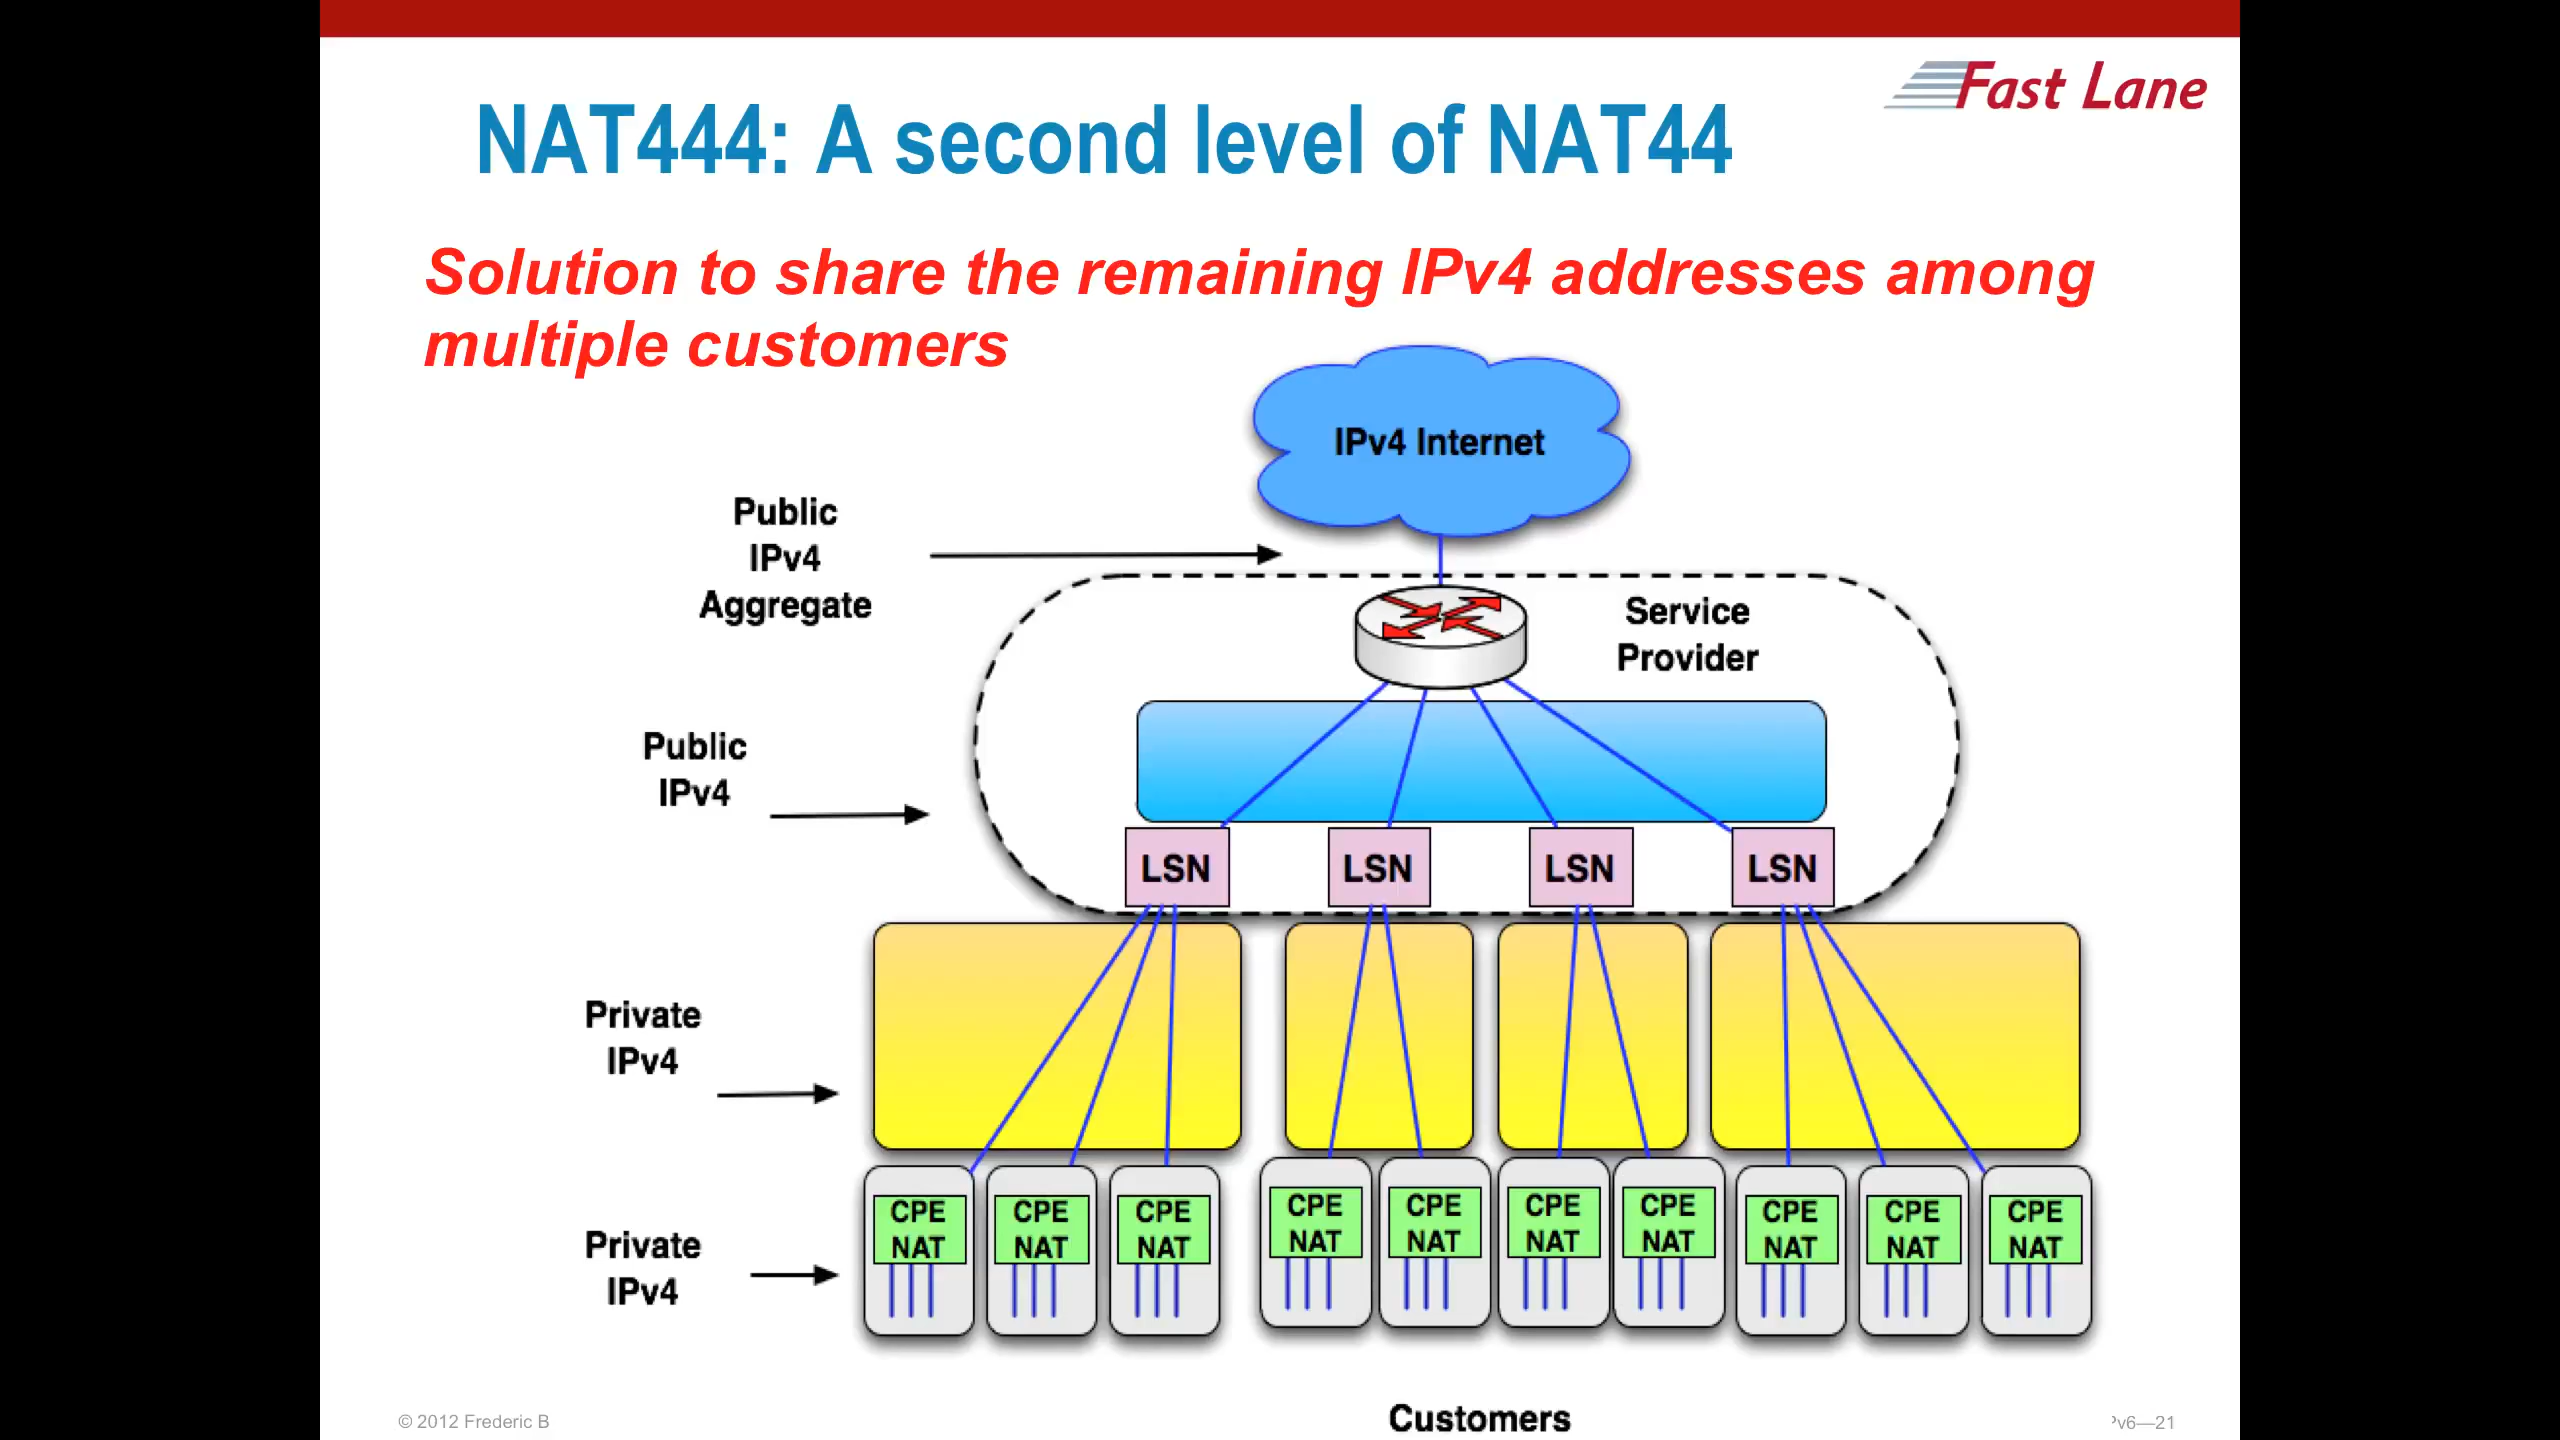 Fast Lane
NAT444: A second level of NAT44
Solution to share the remaining IPv4 addresses among
multiple customers
IPv4 Internet
Public
IPv4
Aggregate
Service
Provider
Public
IPv4
LSN LSN LSN LSN
Private
IPv4
CPE NAT CPE NAT CPE NAT CPE NAT CPE NAT CPE NAT CPE NAT CPE NAT CPE NAT CPE NAT
Private
IPv4
Customers
© 2012 Frederic B
v6—21